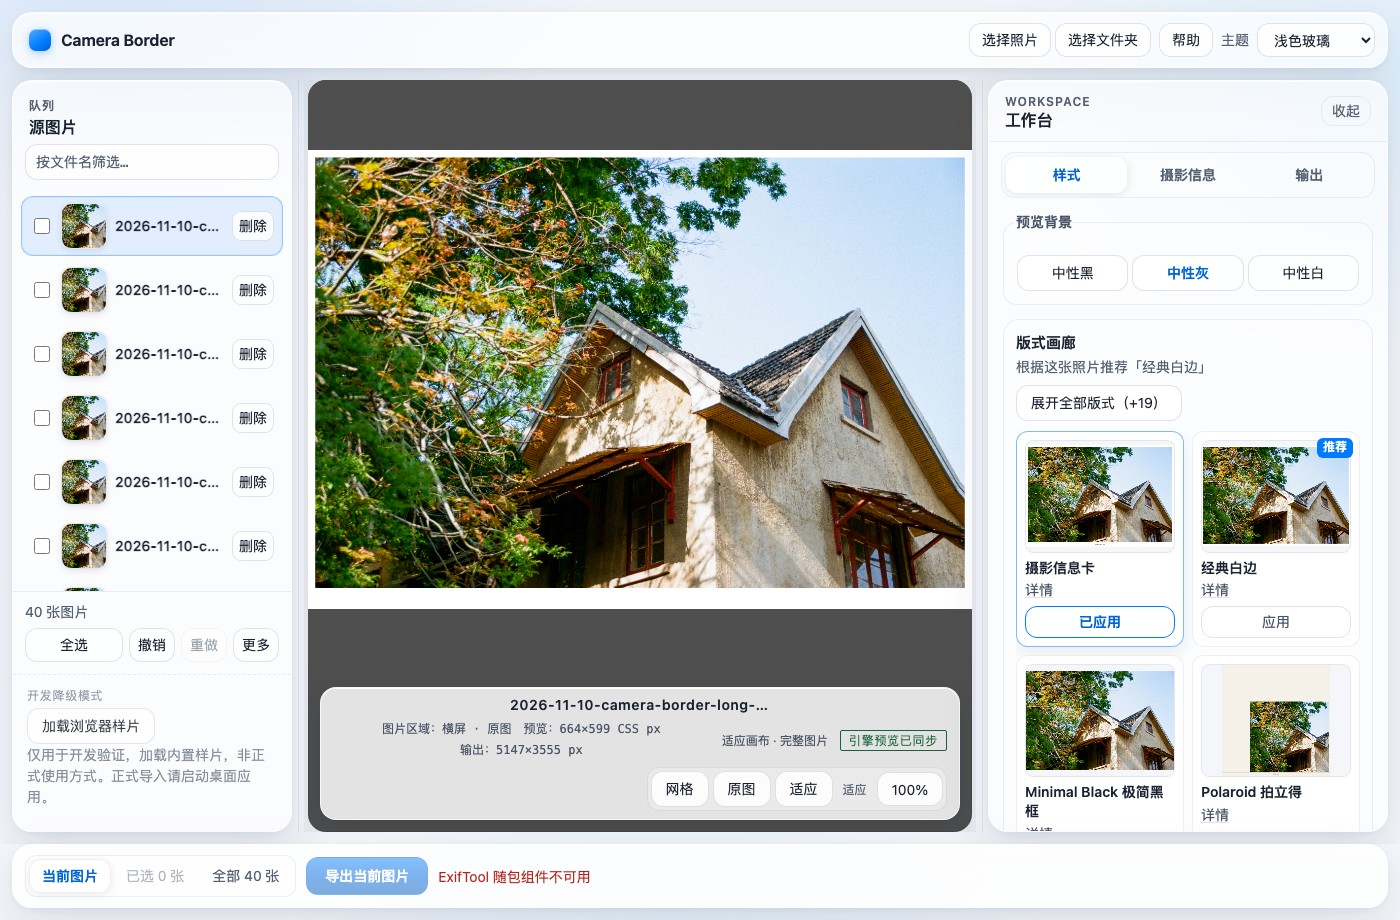 Camera Border
选择照片
选择文件夹
帮助
主题
浅色玻璃
队列
源图片
按文件名筛选…
2026-11-10-c…
删除
2026-11-10-c…
删除
2026-11-10-c…
删除
2026-11-10-c…
删除
2026-11-10-c…
删除
2026-11-10-c…
删除
40 张图片
全选
撤销
重做
更多
开发降级模式
加载浏览器样片
仅用于开发验证，加载内置样片，非正
式使用方式。正式导入请启动桌面应
用。
2026-11-10-camera-border-long-…
图片区域：横屏 · 原图 预览：664×599 CSS px
输出：5147×3555 px
适应画布 · 完整图片
引擎预览已同步
网格
原图
适应
适应
100%
WORKSPACE
工作台
收起
样式
摄影信息
输出
预览背景
中性黑
中性灰
中性白
版式画廊
根据这张照片推荐「经典白边」
展开全部版式（+19）
摄影信息卡
详情
已应用
推荐
经典白边
详情
应用
Minimal Black 极简黑
框
详情
Polaroid 拍立得
详情
当前图片
已选 0 张
全部 40 张
导出当前图片
ExifTool 随包组件不可用